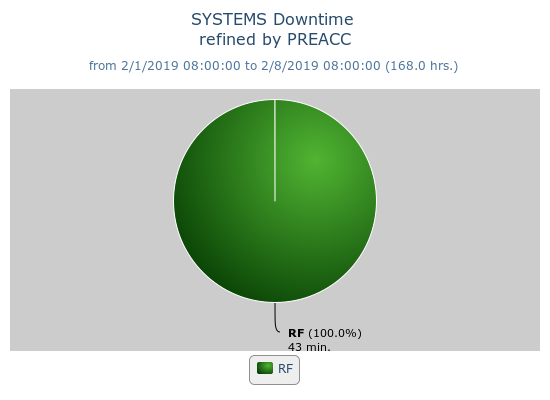 SYSTEMS Downtime
refined by PREACC
from 2/1/2019 08:00:00 to 2/8/2019 08:00:00 (168.0 hrs.)
RF (100.0%)
43 min.
RF